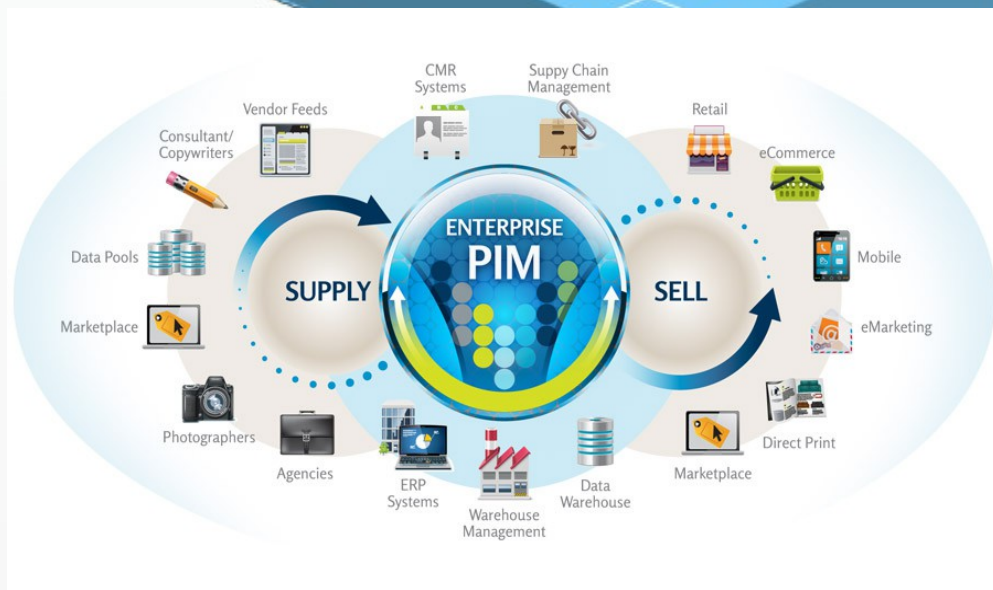 CMR
Systems
Suppy Chain
Management
Vendor Feeds
Retail
Consultant/
Copywriters
eCommerce
ENTERPRISE
PIM
Data Pools
Mobile
SUPPLY
SELL
Marketplace
eMarketing
Photographers
Direct Print
Agencies
ERP
Systems
Data
Warehouse
Marketplace
Warehouse
Management